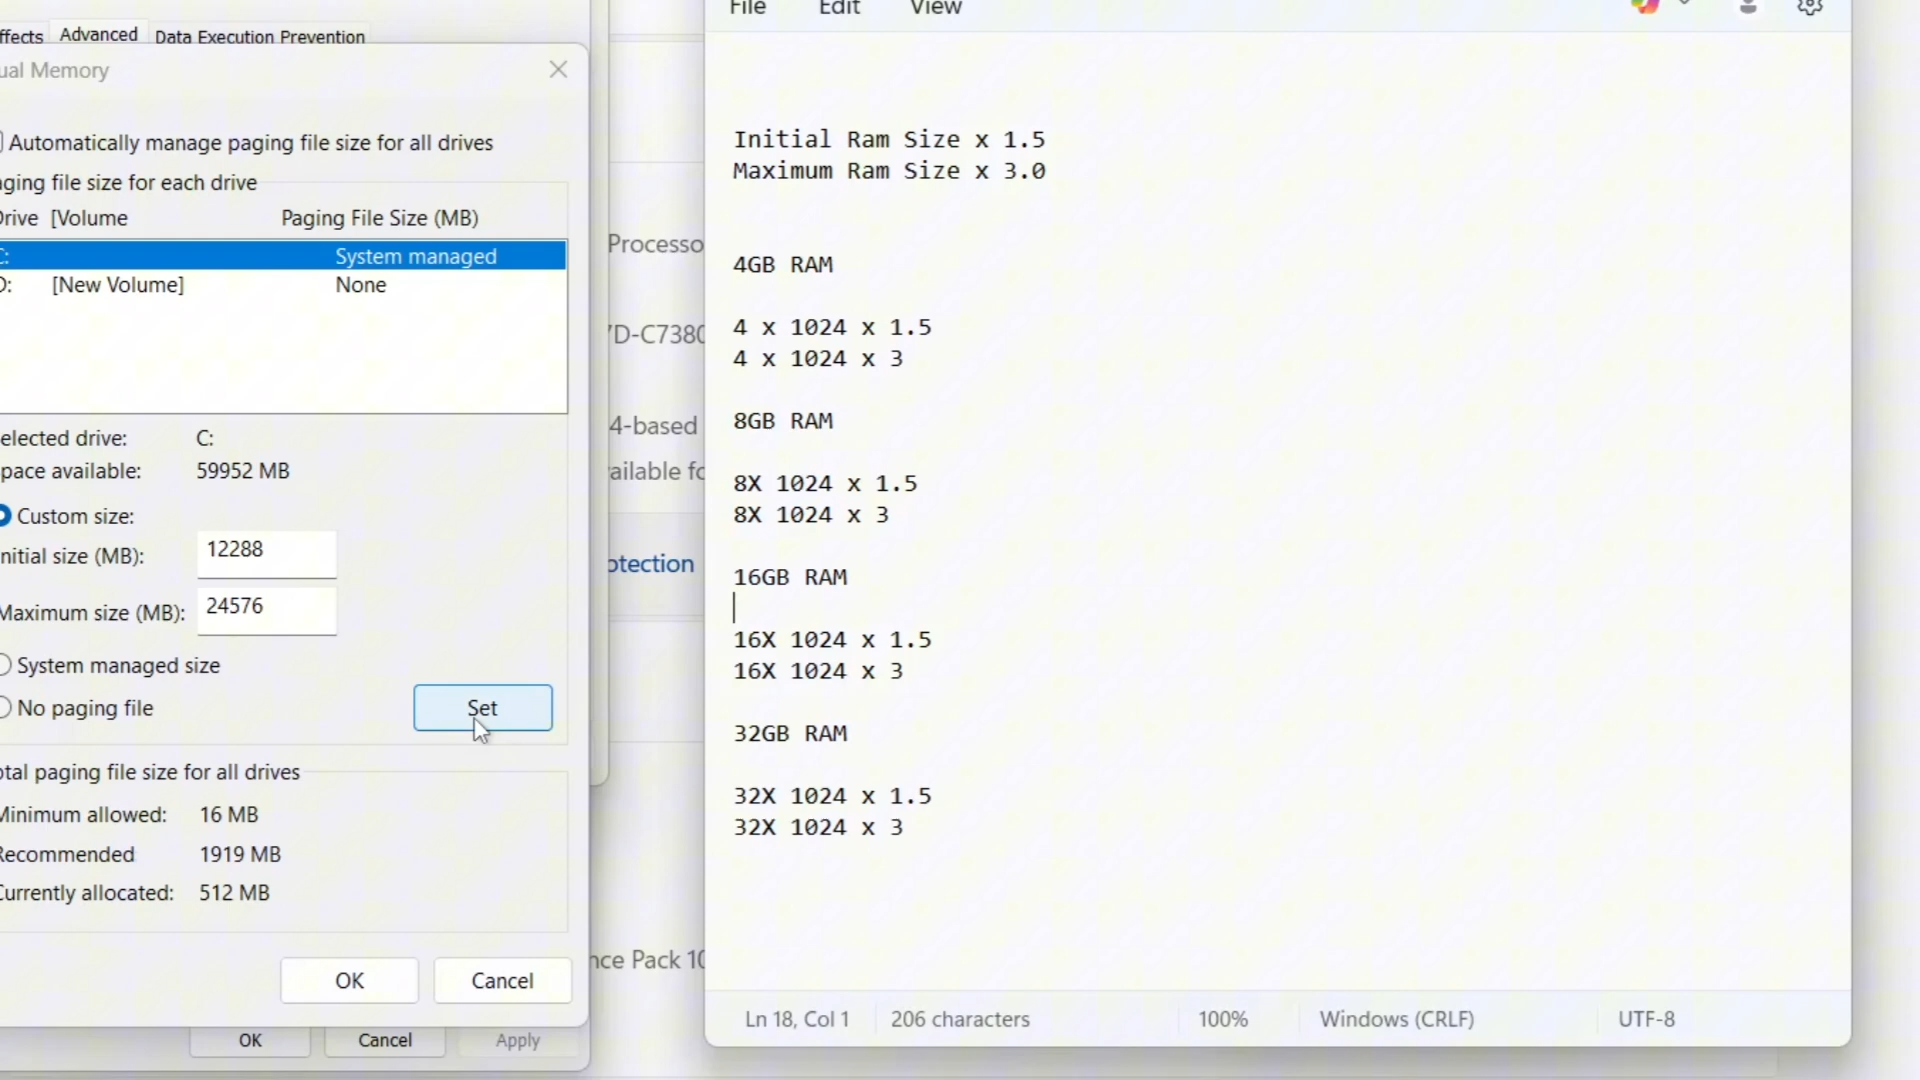 ffects Advanced Data Execution Prevention
ual Memory
Automatically manage paging file size for all drives
ging file size for each drive
Drive [Volume Paging File Size (MB)
C: System managed
D: [New Volume] None
elected drive: C:
pace available: 59952 MB
Custom size:
nitial size (MB): 12288
Maximum size (MB): 24576
System managed size
No paging file
Set
otal paging file size for all drives
Minimum allowed: 16 MB
Recommended 1919 MB
Currently allocated: 512 MB
OK Cancel
OK Cancel Apply
Processo
7D-C7380
4-based
ailable fo
otection
nce Pack 10
File Edit View
Initial Ram Size x 1.5
Maximum Ram Size x 3.0
4GB RAM
4 x 1024 x 1.5
4 x 1024 x 3
8GB RAM
8X 1024 x 1.5
8X 1024 x 3
16GB RAM
16X 1024 x 1.5
16X 1024 x 3
32GB RAM
32X 1024 x 1.5
32X 1024 x 3
Ln 18, Col 1 206 characters 100% Windows (CRLF) UTF-8